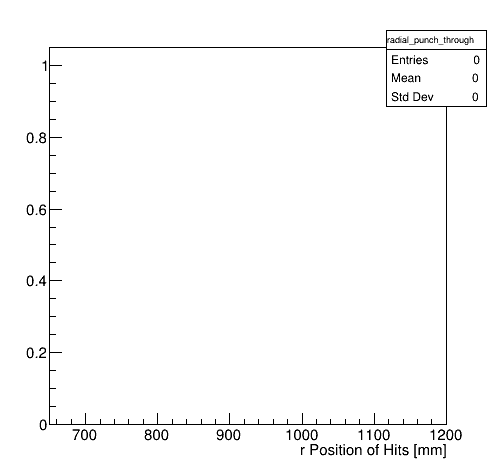 radial_punch_through
Entries 0
Mean 0
Std Dev 0
1
0.8
0.6
0.4
0.2
0
700 800 900 1000 1100 1200
r Position of Hits [mm]